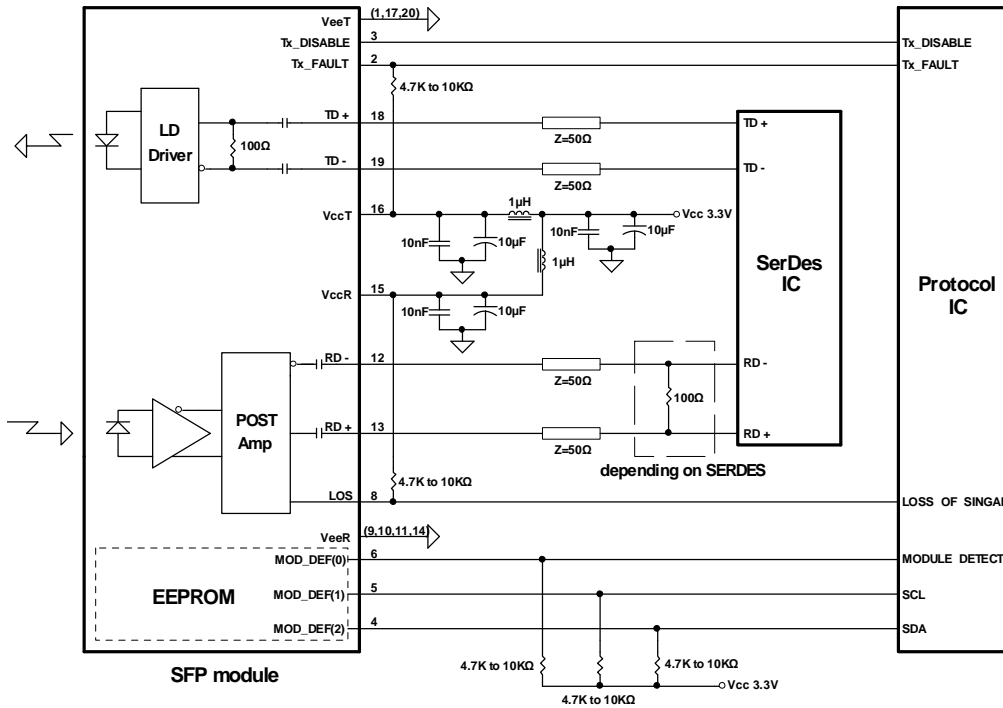 VeeT
(1,17,20)
Tx_DISABLE
3
Tx_DISABLE
Tx_FAULT
2
Tx_FAULT
4.7K to 10KΩ
LD
Driver
100Ω
TD +
18
Z=50Ω
TD +
TD -
19
Z=50Ω
TD -
VccT
16
1µH
Vcc 3.3V
10nF
10µF
10nF
10µF
1µH
SerDes
IC
Protocol
IC
VccR
15
10nF
10µF
RD -
12
Z=50Ω
RD -
POST
Amp
100Ω
RD +
13
Z=50Ω
RD +
depending on SERDES
4.7K to 10KΩ
LOS
8
LOSS OF SINGAL
VeeR
(9,10,11,14)
MOD_DEF(0)
6
MODULE DETECT
EEPROM
MOD_DEF(1)
5
SCL
MOD_DEF(2)
4
SDA
SFP module
4.7K to 10KΩ
4.7K to 10KΩ
4.7K to 10KΩ
Vcc 3.3V